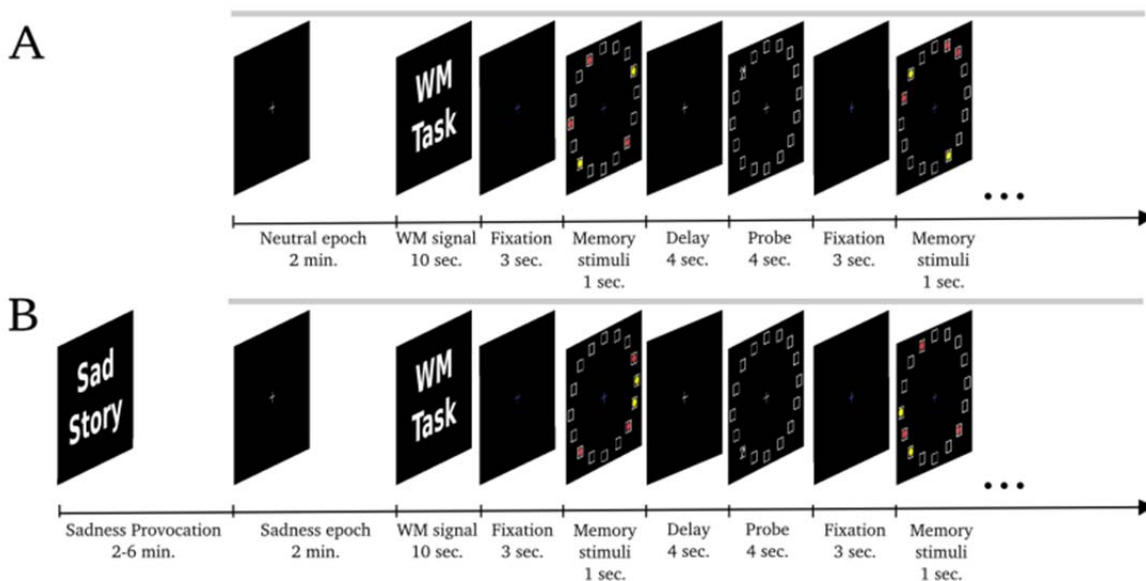 A
WM
Task
?
Neutral epoch
2 min.
WM signal
10 sec.
Fixation
3 sec.
Memory
stimuli
1 sec.
Delay
4 sec.
Probe
4 sec.
Fixation
3 sec.
Memory
stimuli
1 sec.
B
Sad
Story
WM
Task
?
Sadness Provocation
2-6 min.
Sadness epoch
2 min.
WM signal
10 sec.
Fixation
3 sec.
Memory
stimuli
1 sec.
Delay
4 sec.
Probe
4 sec.
Fixation
3 sec.
Memory
stimuli
1 sec.